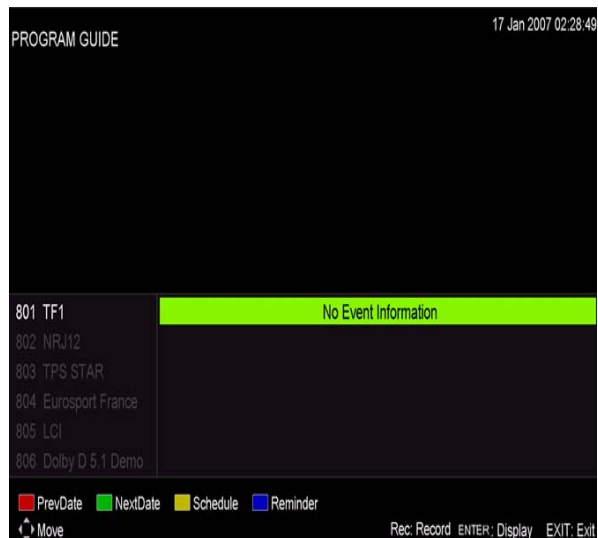 17 Jan 2007 02:28:49
PROGRAM GUIDE
801 TF1 No Event Information
802 NRJ12
803 TPS STAR
804 Eurosport France
805 LCI
806 Dolby D 5.1 Demo
PrevDate NextDate Schedule Reminder
Move Rec: Record ENTER: Display EXIT: Exit